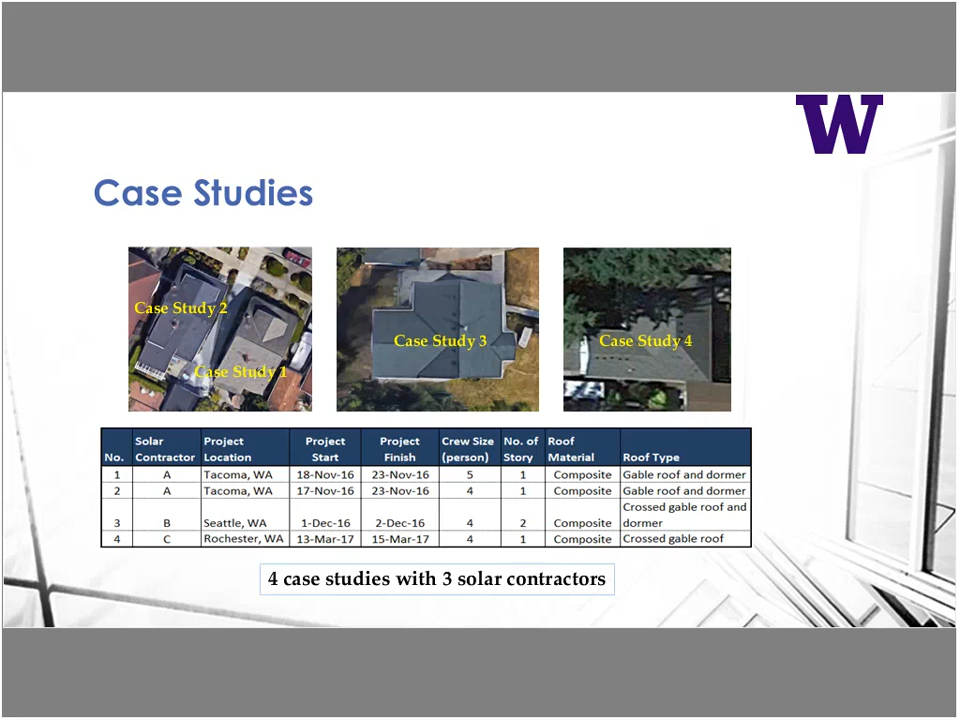 W
Case Studies
Case Study 2
Case Study 1
Case Study 3
Case Study 4
No. Solar Contractor Project Location Project Start Project Finish Crew Size (person) No. of Story Roof Material Roof Type
1 A Tacoma, WA 18-Nov-16 23-Nov-16 5 1 Composite Gable roof and dormer
2 A Tacoma, WA 17-Nov-16 23-Nov-16 4 1 Composite Gable roof and dormer
3 B Seattle, WA 1-Dec-16 2-Dec-16 4 2 Composite Crossed gable roof and dormer
4 C Rochester, WA 13-Mar-17 15-Mar-17 4 1 Composite Crossed gable roof
4 case studies with 3 solar contractors